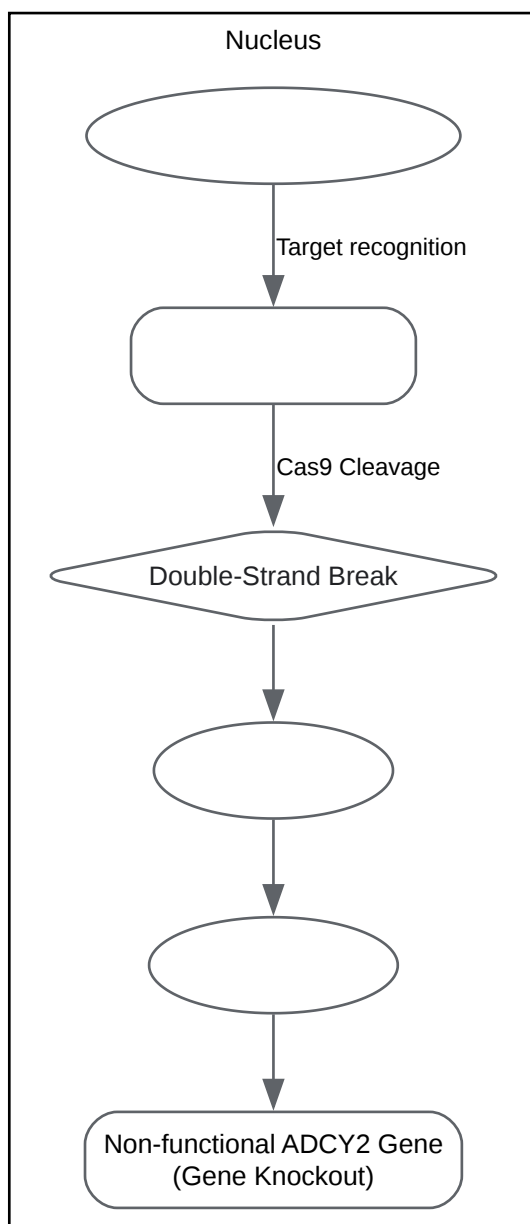 Nucleus
Target recognition
Cas9 Cleavage
Double-Strand Break
Non-functional ADCY2 Gene
(Gene Knockout)